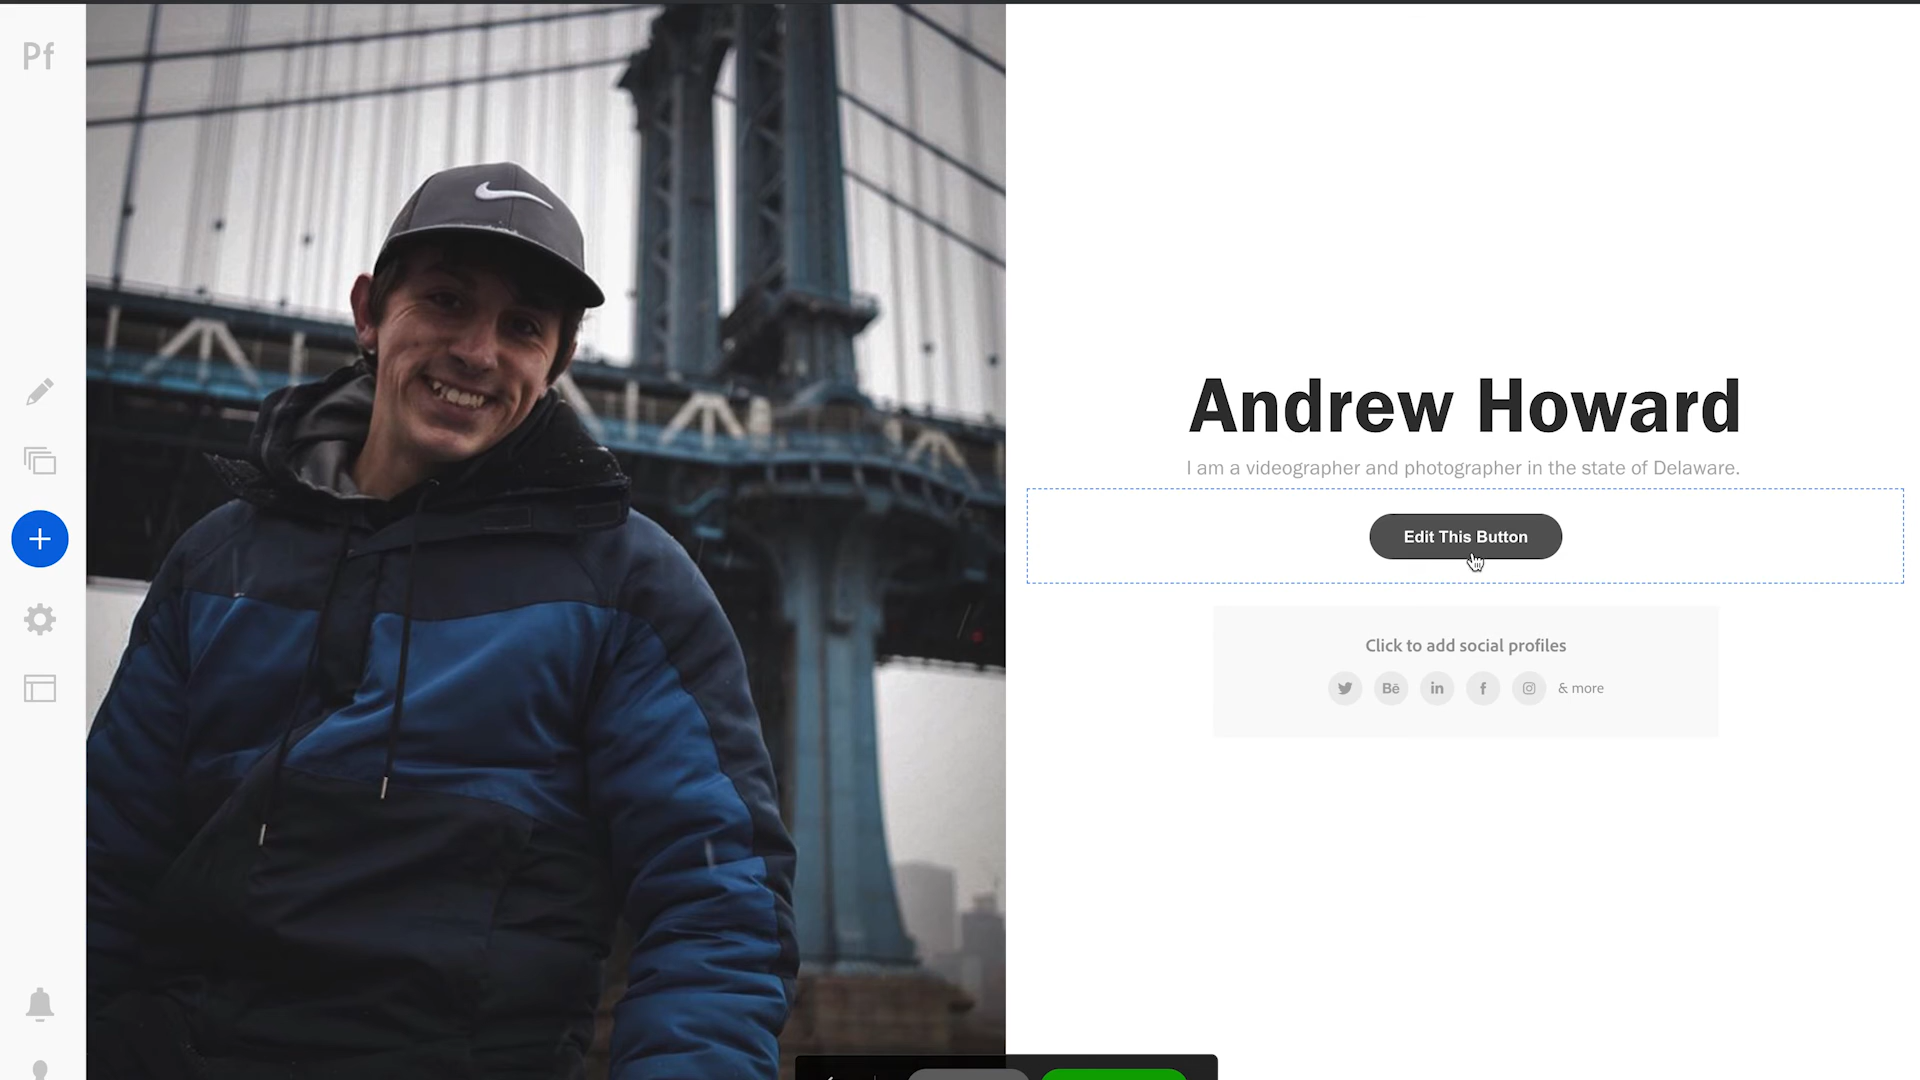 Pf
Andrew Howard
I am a videographer and photographer in the state of Delaware.
Edit This Button
Click to add social profiles
Bē
in
f
& more